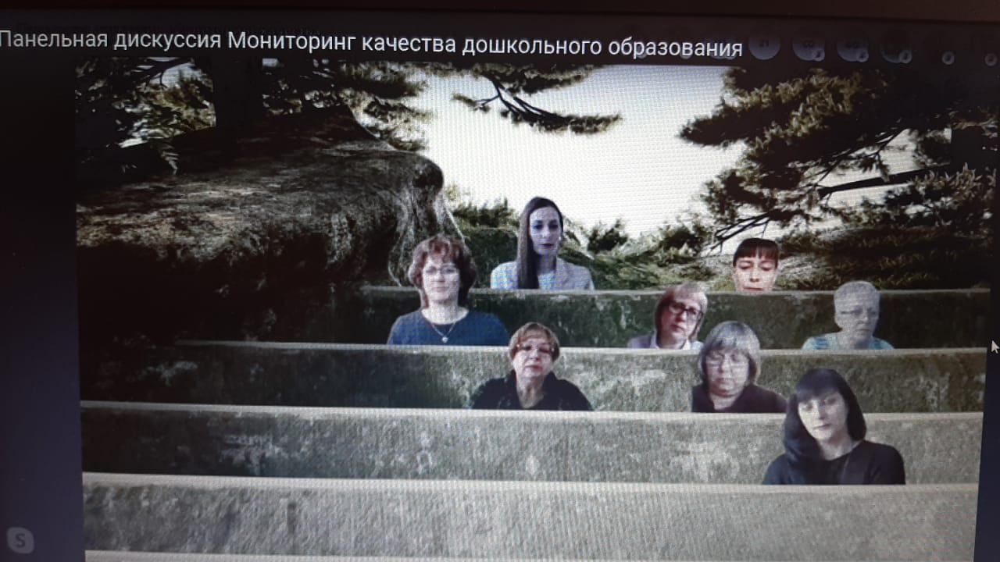 Панельная дискуссия Мониторинг качества дошкольного образования
S